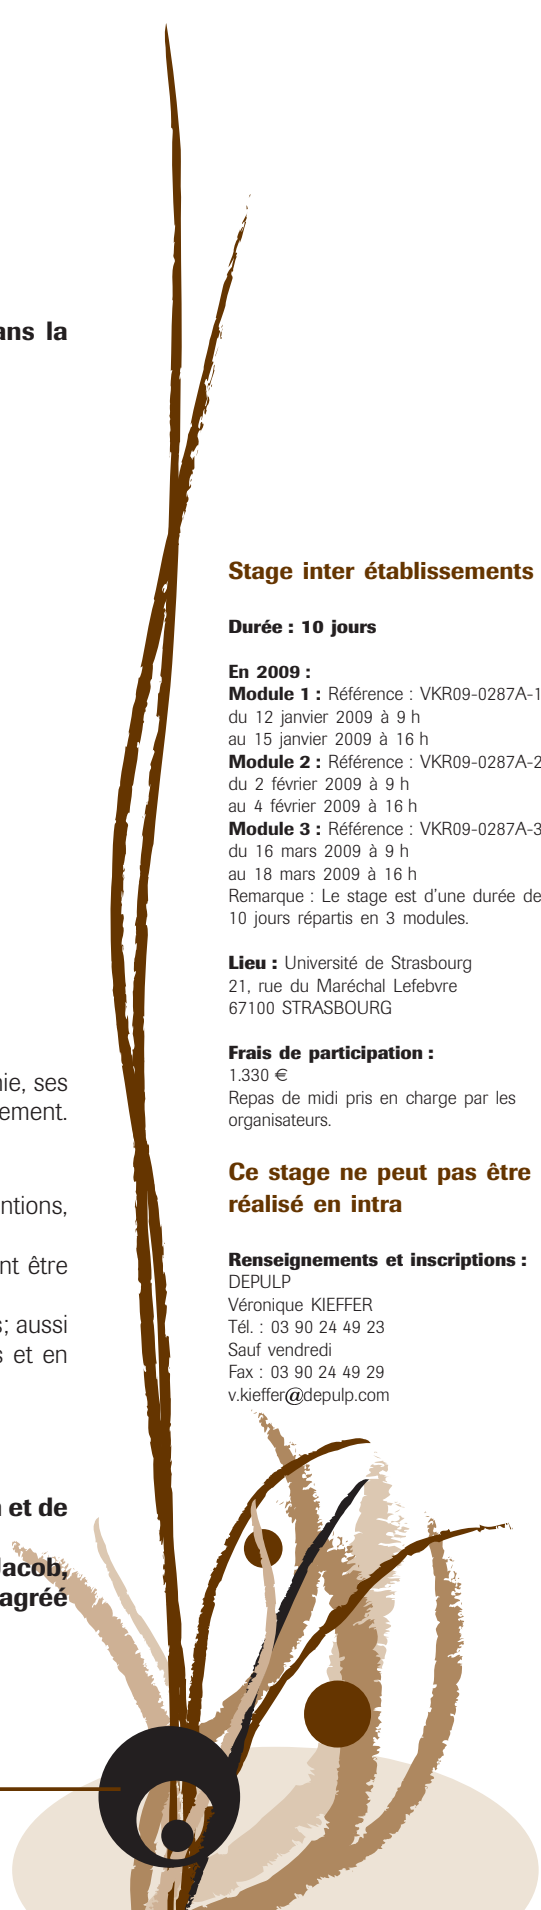 ans la
nie, ses
ement.
ntions,
nt être
s; aussi
s et en
n et de
Jacob,
agréé
Stage inter établissements
Durée : 10 jours
En 2009 :
Module 1 : Référence : VKR09-0287A-1
du 12 janvier 2009 à 9 h
au 15 janvier 2009 à 16 h
Module 2 : Référence : VKR09-0287A-2
du 2 février 2009 à 9 h
au 4 février 2009 à 16 h
Module 3 : Référence : VKR09-0287A-3
du 16 mars 2009 à 9 h
au 18 mars 2009 à 16 h
Remarque : Le stage est d'une durée de
10 jours répartis en 3 modules.
Lieu : Université de Strasbourg
21, rue du Maréchal Lefebvre
67100 STRASBOURG
Frais de participation :
1.330 €
Repas de midi pris en charge par les
organisateurs.
Ce stage ne peut pas être
réalisé en intra
Renseignements et inscriptions :
DEPULP
Véronique KIEFFER
Tél. : 03 90 24 49 23
Sauf vendredi
Fax : 03 90 24 49 29
v.kieffer@depulp.com